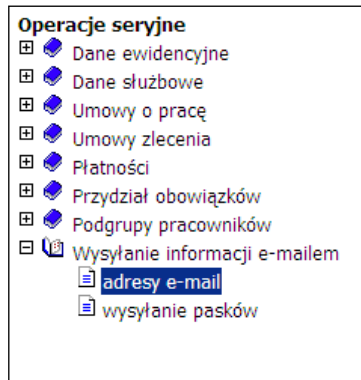 Operacje seryjne
Dane ewidencyjne
Dane służbowe
Umowy o pracę
Umowy zlecenia
Płatności
Przydział obowiązków
Podgrupy pracowników
Wysyłanie informacji e-mailem
adresy e-mail
wysyłanie pasków